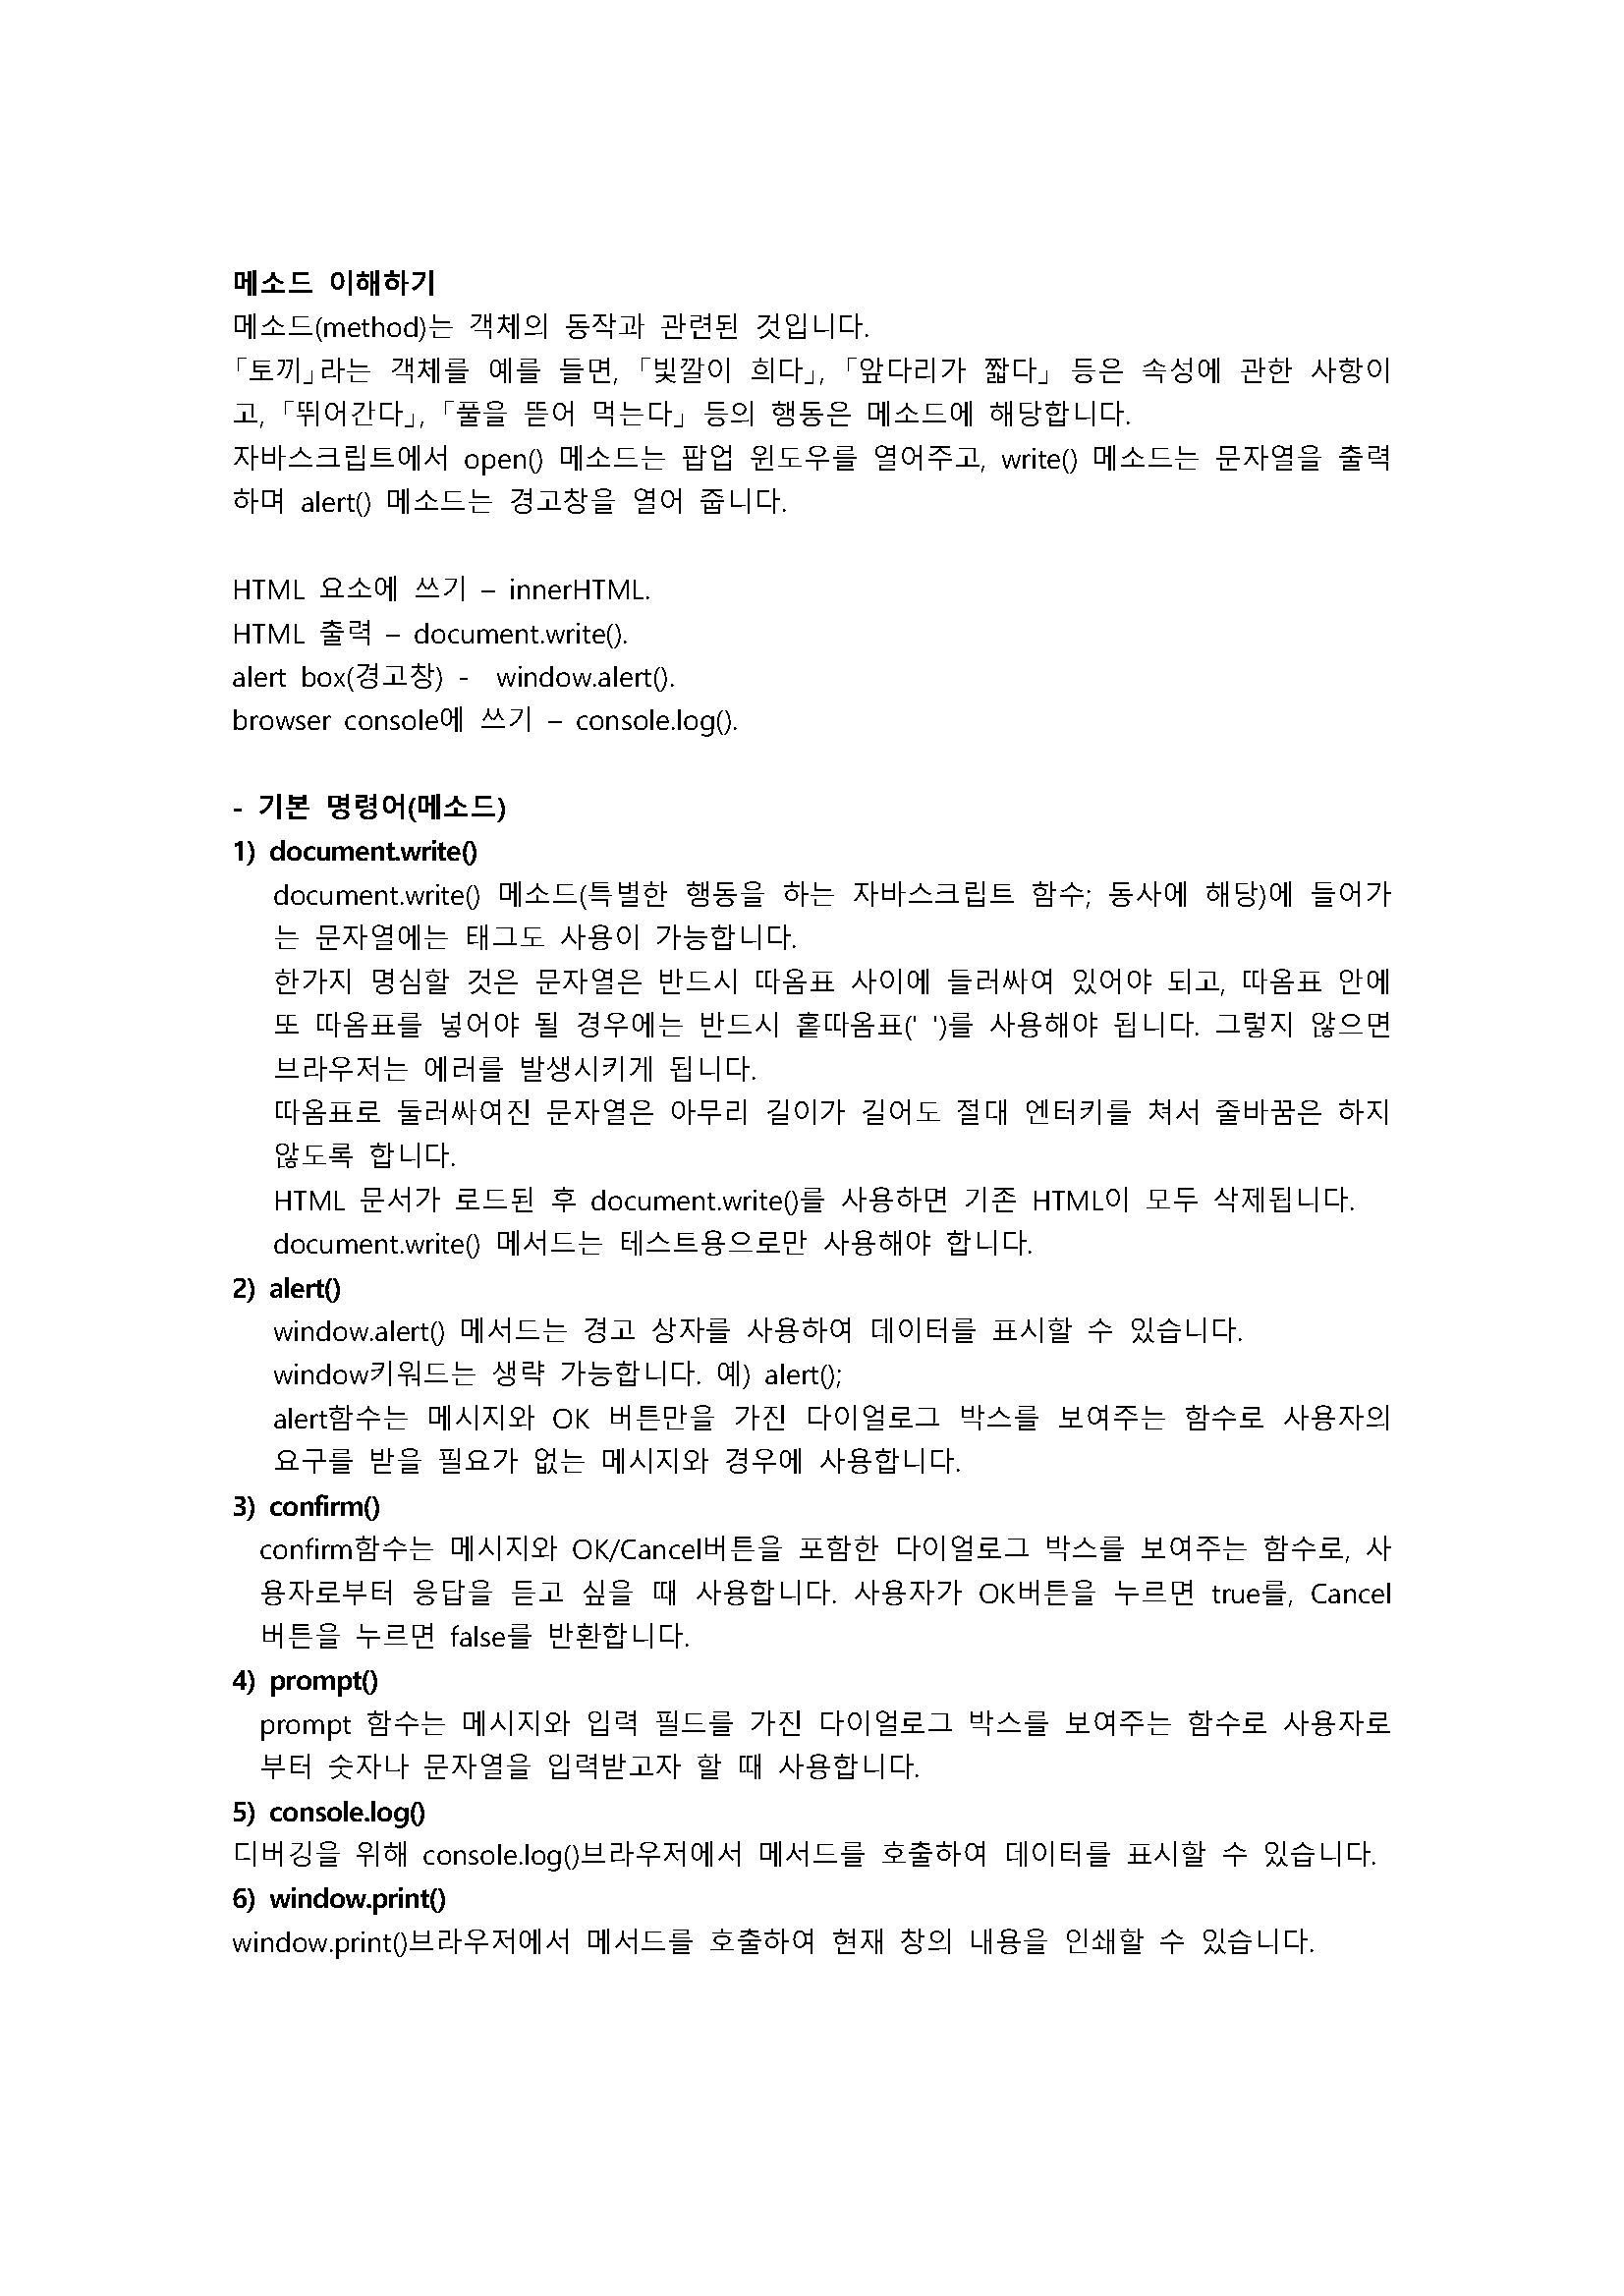 메소드 이해하기
메소드(method)는 객체의 동작과 관련된 것입니다.
「토끼」라는 객체를 예를 들면, 「빛깔이 희다」, 「앞다리가 짧다」 등은 속성에 관한 사항이
고, 「뛰어간다」, 「풀을 뜯어 먹는다」 등의 행동은 메소드에 해당합니다.
자바스크립트에서 open() 메소드는 팝업 윈도우를 열어주고, write() 메소드는 문자열을 출력
하며 alert() 메소드는 경고창을 열어 줍니다.
HTML 요소에 쓰기 – innerHTML.
HTML 출력 – document.write().
alert box(경고창) - window.alert().
browser console에 쓰기 – console.log().
- 기본 명령어(메소드)
1) document.write()
document.write() 메소드(특별한 행동을 하는 자바스크립트 함수; 동사에 해당)에 들어가
는 문자열에는 태그도 사용이 가능합니다.
한가지 명심할 것은 문자열은 반드시 따옴표 사이에 들러싸여 있어야 되고, 따옴표 안에
또 따옴표를 넣어야 될 경우에는 반드시 홑따옴표(' ')를 사용해야 됩니다. 그렇지 않으면
브라우저는 에러를 발생시키게 됩니다.
따옴표로 둘러싸여진 문자열은 아무리 길이가 길어도 절대 엔터키를 쳐서 줄바꿈은 하지
않도록 합니다.
HTML 문서가 로드된 후 document.write()를 사용하면 기존 HTML이 모두 삭제됩니다.
document.write() 메서드는 테스트용으로만 사용해야 합니다.
2) alert()
window.alert() 메서드는 경고 상자를 사용하여 데이터를 표시할 수 있습니다.
window키워드는 생략 가능합니다. 예) alert();
alert함수는 메시지와 OK 버튼만을 가진 다이얼로그 박스를 보여주는 함수로 사용자의
요구를 받을 필요가 없는 메시지와 경우에 사용합니다.
3) confirm()
confirm함수는 메시지와 OK/Cancel버튼을 포함한 다이얼로그 박스를 보여주는 함수로, 사
용자로부터 응답을 듣고 싶을 때 사용합니다. 사용자가 OK버튼을 누르면 true를, Cancel
버튼을 누르면 false를 반환합니다.
4) prompt()
prompt 함수는 메시지와 입력 필드를 가진 다이얼로그 박스를 보여주는 함수로 사용자로
부터 숫자나 문자열을 입력받고자 할 때 사용합니다.
5) console.log()
디버깅을 위해 console.log()브라우저에서 메서드를 호출하여 데이터를 표시할 수 있습니다.
6) window.print()
window.print()브라우저에서 메서드를 호출하여 현재 창의 내용을 인쇄할 수 있습니다.